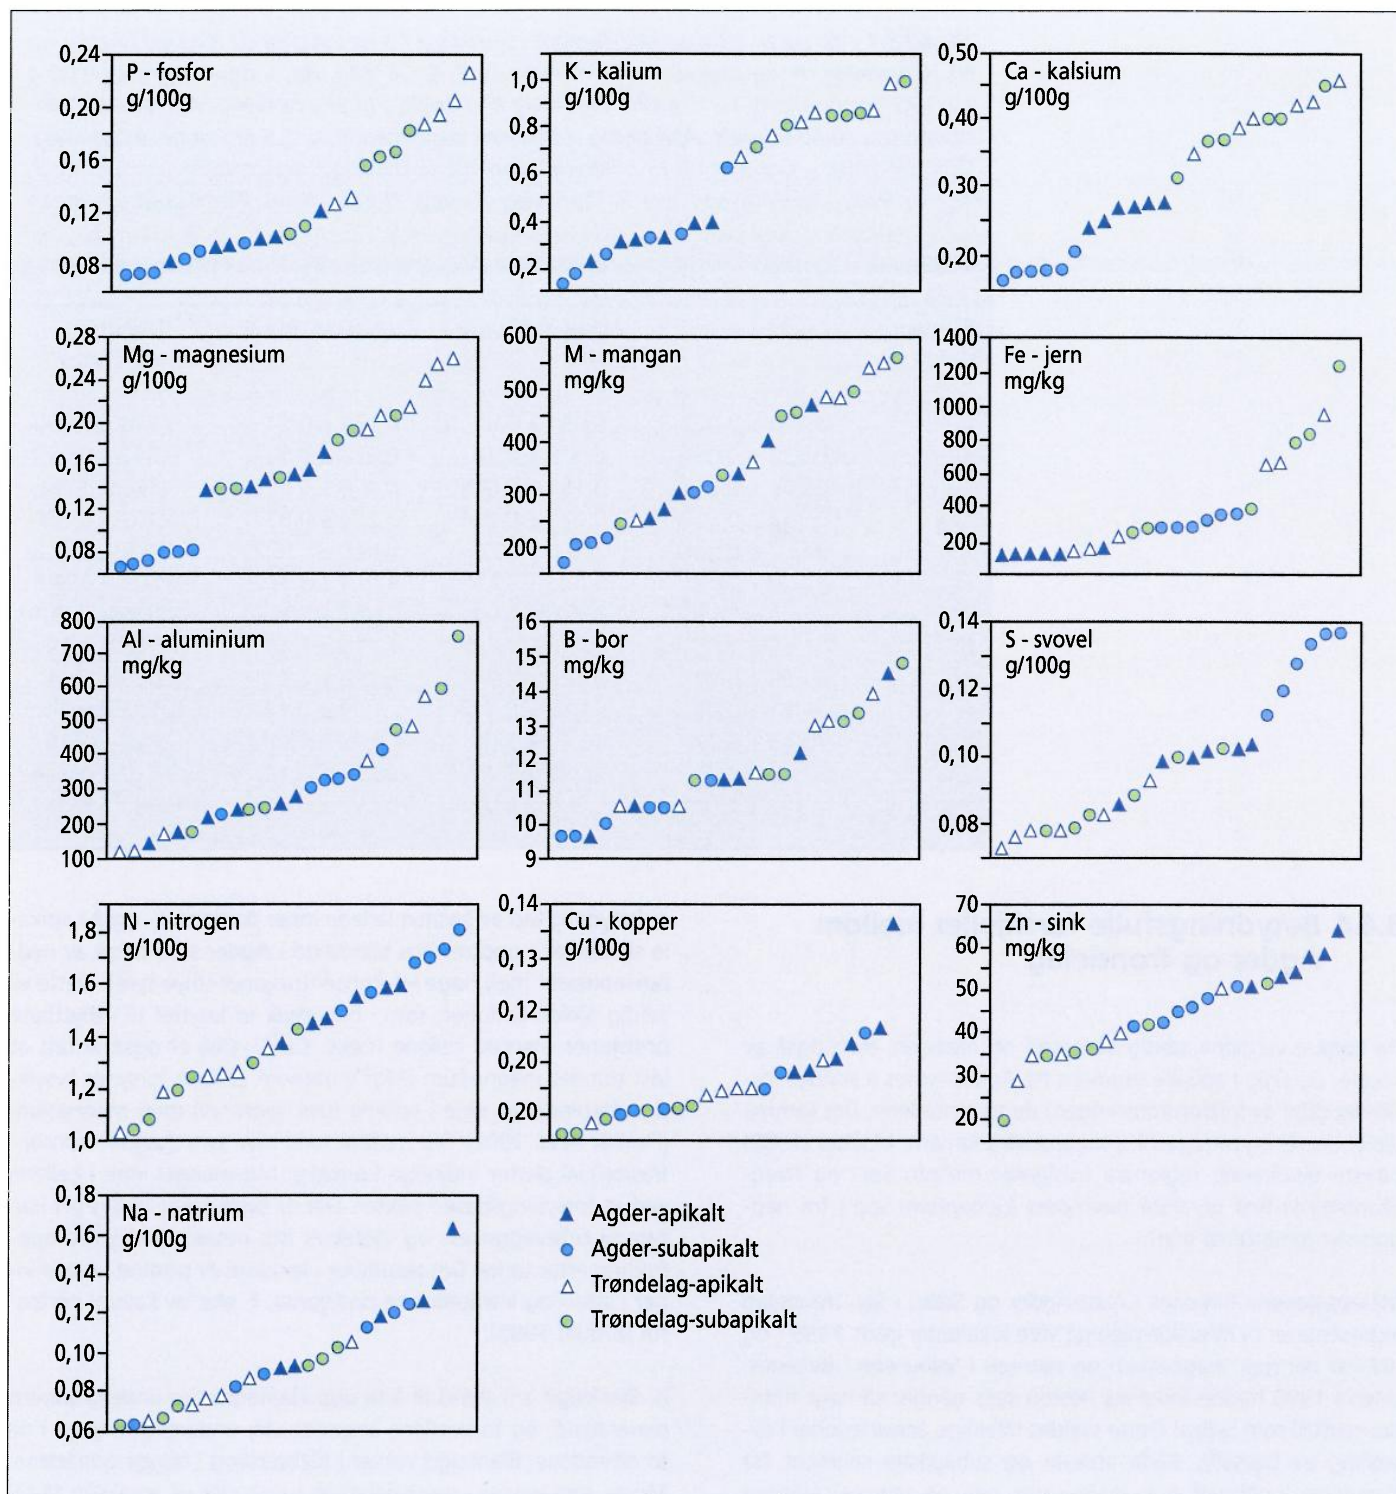 P - fosfor
g/100g
0,24
0,20
0,16
0,12
0,08
K - kalium
g/100g
1,0
0,8
0,6
0,4
0,2
Ca - kalsium
g/100g
0,50
0,40
0,30
0,20
Mg - magnesium
g/100g
0,28
0,24
0,20
0,16
0,12
0,08
M - mangan
mg/kg
600
500
400
300
200
Fe - jern
mg/kg
1400
1200
1000
800
600
400
200
Al - aluminium
mg/kg
800
700
600
500
400
300
200
100
B - bor
mg/kg
16
15
14
13
12
11
10
9
S - svovel
g/100g
0,14
0,12
0,10
0,08
N - nitrogen
g/100g
1,8
1,6
1,4
1,2
1,0
Cu - kopper
g/100g
0,14
0,13
0,12
0,20
0,20
Zn - sink
mg/kg
70
60
50
40
30
20
Na - natrium
g/100g
0,18
0,16
0,14
0,12
0,10
0,08
0,06
Agder-apikalt
Agder-subapikalt
Trøndelag-apikalt
Trøndelag-subapikalt